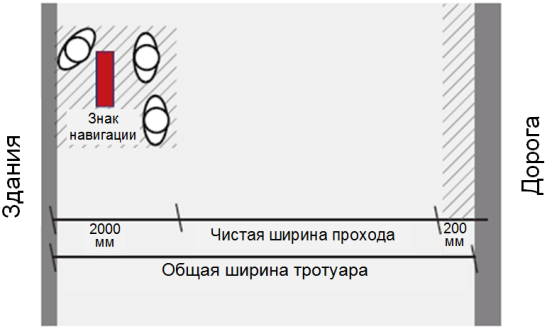 Здания
Знак
навигации
Дорога
2000
мм
Чистая ширина прохода
200
мм
Общая ширина тротуара